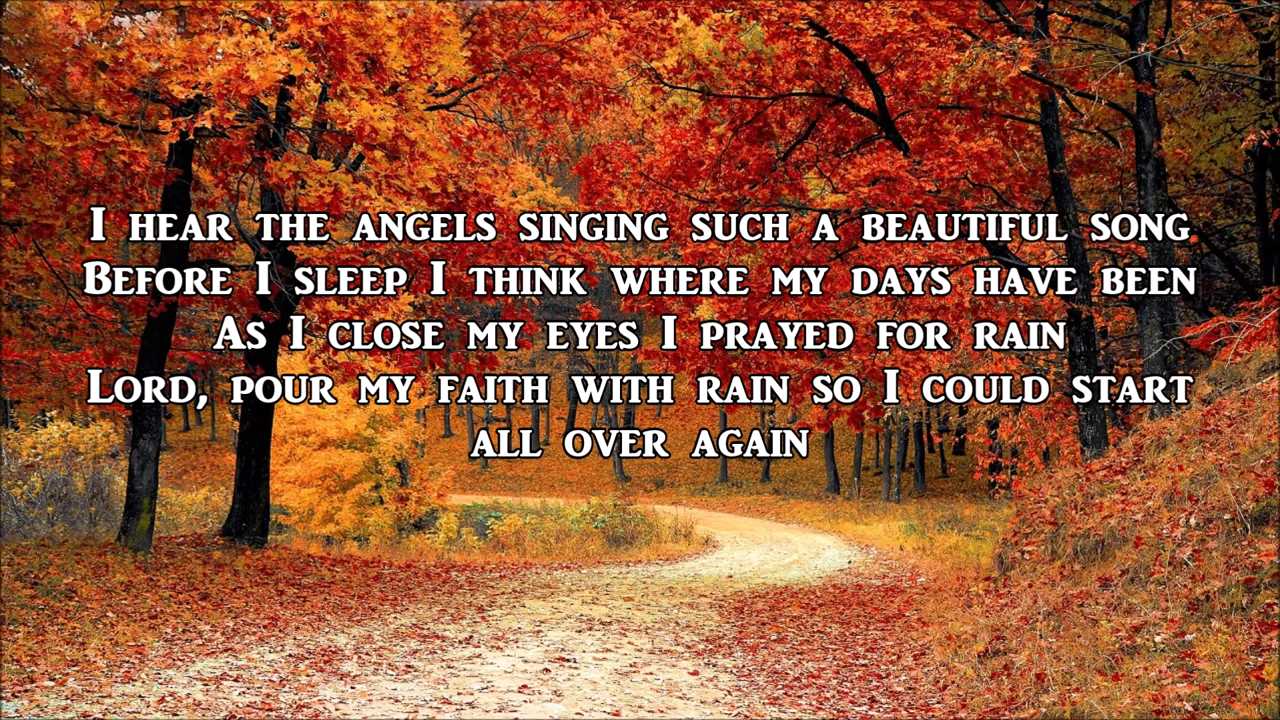 I hear the angels singing such a beautiful song
Before I sleep I think where my days have been
As I close my eyes I prayed for rain
Lord, pour my faith with rain so I could start
all over again